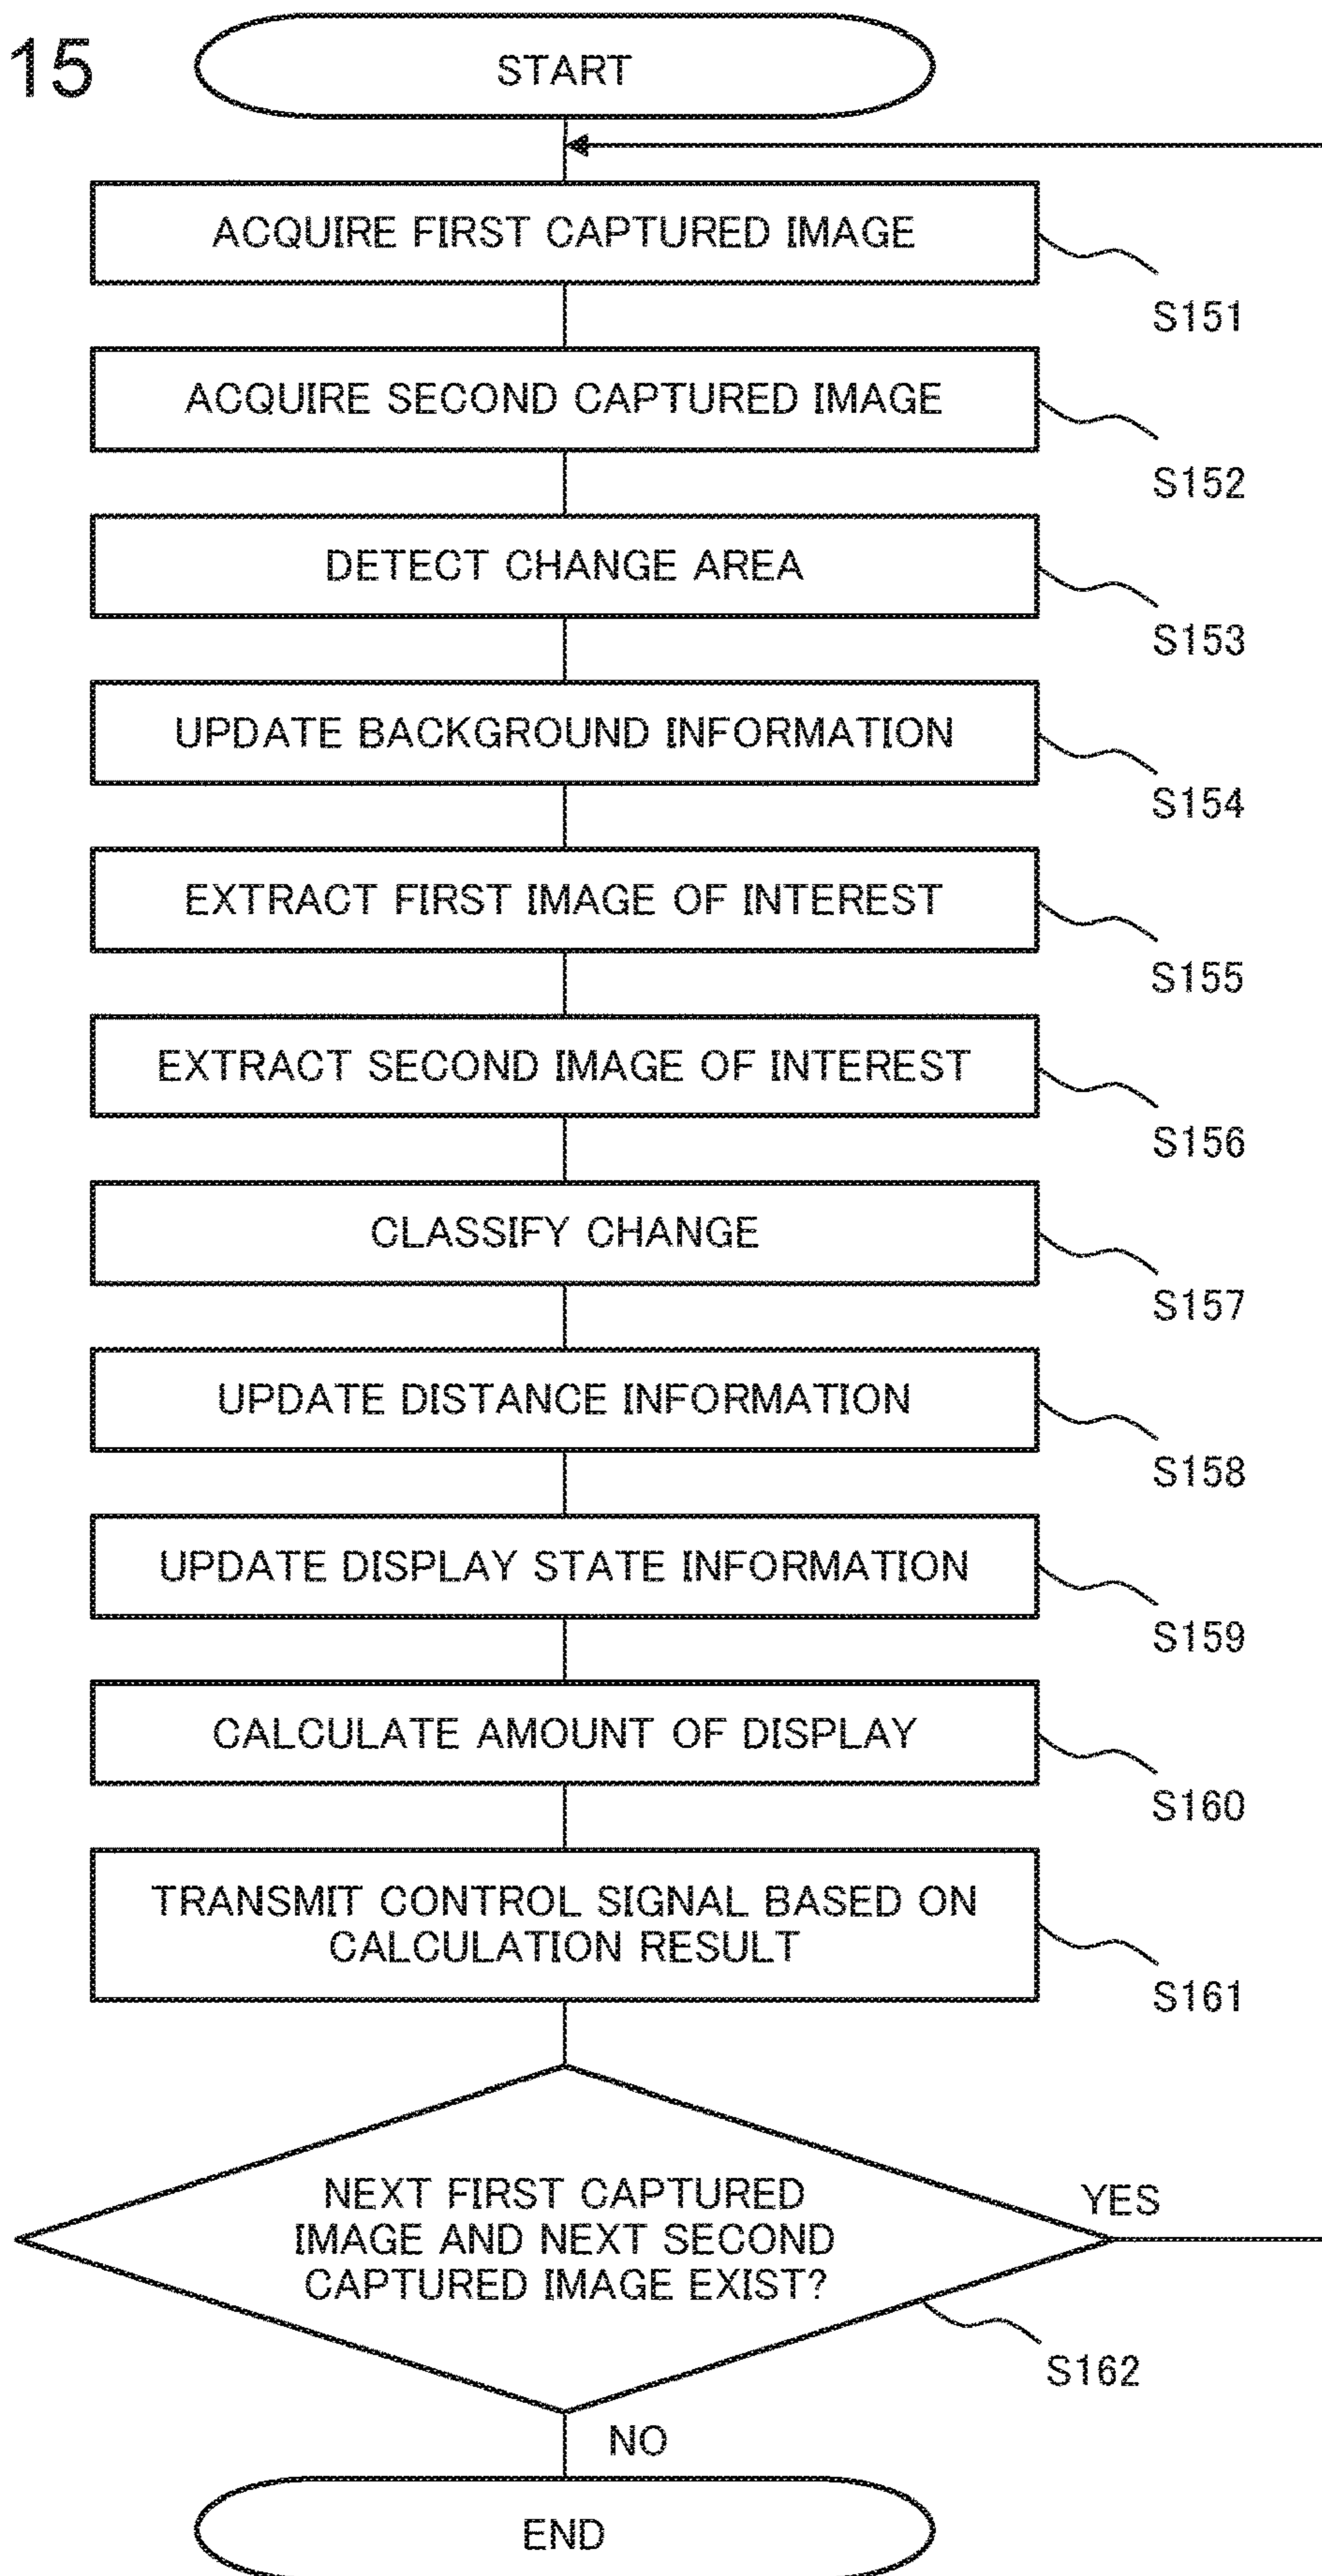 15
START
ACQUIRE FIRST CAPTURED IMAGE
S151
ACQUIRE SECOND CAPTURED IMAGE
S152
DETECT CHANGE AREA
S153
UPDATE BACKGROUND INFORMATION
S154
EXTRACT FIRST IMAGE OF INTEREST
S155
EXTRACT SECOND IMAGE OF INTEREST
S156
CLASSIFY CHANGE
S157
UPDATE DISTANCE INFORMATION
S158
UPDATE DISPLAY STATE INFORMATION
S159
CALCULATE AMOUNT OF DISPLAY
S160
TRANSMIT CONTROL SIGNAL BASED ON
CALCULATION RESULT
S161
NEXT FIRST CAPTURED
IMAGE AND NEXT SECOND
CAPTURED IMAGE EXIST?
YES
S162
NO
END